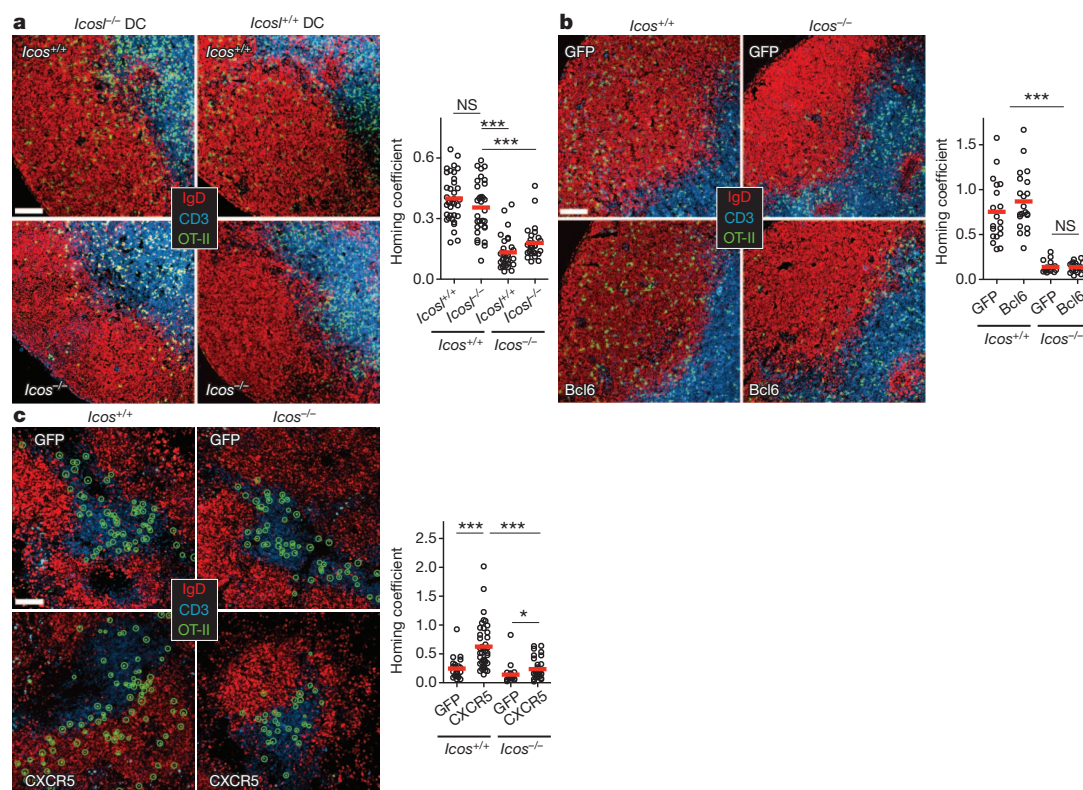 a
Icosl–/– DC
Icosl+/+ DC
Icos+/+
Icos+/+
IgD
CD3
OT-II
Icos–/–
Icos–/–
NS
***
***
Homing coefficient
0.6
0.3
0.0
Icosl+/+
Icosl–/–
Icosl+/+
Icosl–/–
Icos+/+
Icos–/–
b
Icos+/+
Icos–/–
GFP
GFP
IgD
CD3
OT-II
Bcl6
Bcl6
***
NS
Homing coefficient
1.5
1.0
0.5
0.0
GFP
Bcl6
GFP
Bcl6
Icos+/+
Icos–/–
c
Icos+/+
Icos–/–
GFP
GFP
IgD
CD3
OT-II
CXCR5
CXCR5
***
***
*
Homing coefficient
2.5
2.0
1.5
1.0
0.5
0.0
GFP
CXCR5
GFP
CXCR5
Icos+/+
Icos–/–